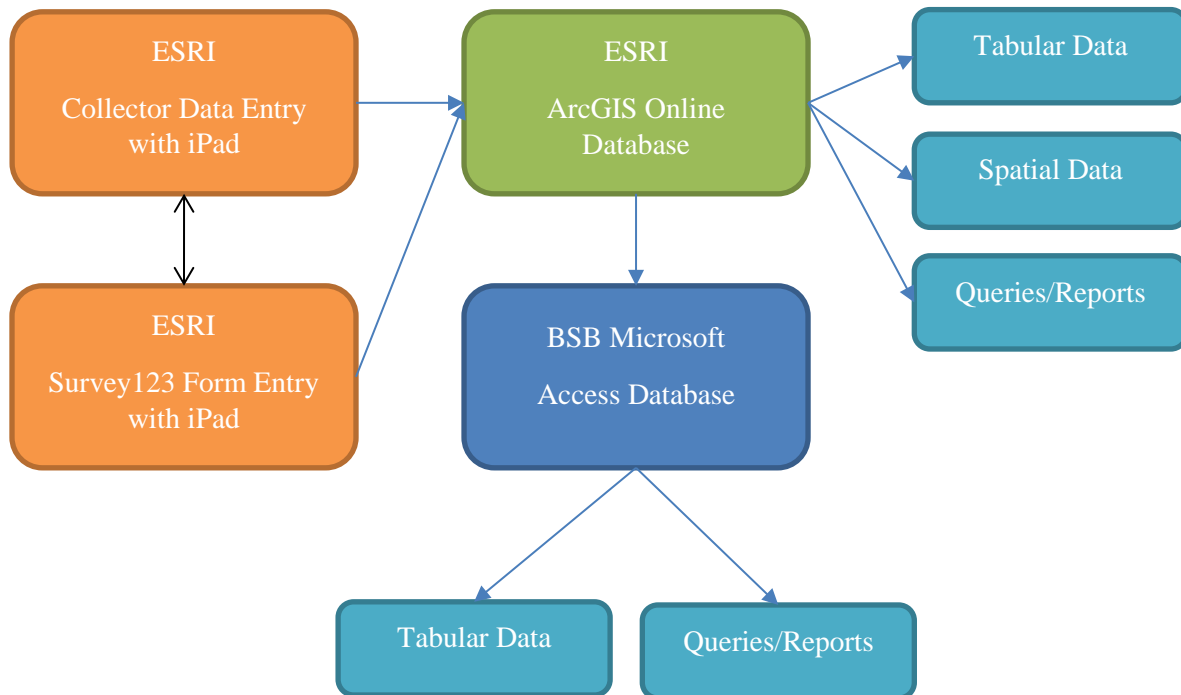 ESRI
Collector Data Entry
with iPad
ESRI
ArcGIS Online
Database
Tabular Data
Spatial Data
Queries/Reports
ESRI
Survey123 Form Entry
with iPad
BSB Microsoft
Access Database
Tabular Data
Queries/Reports